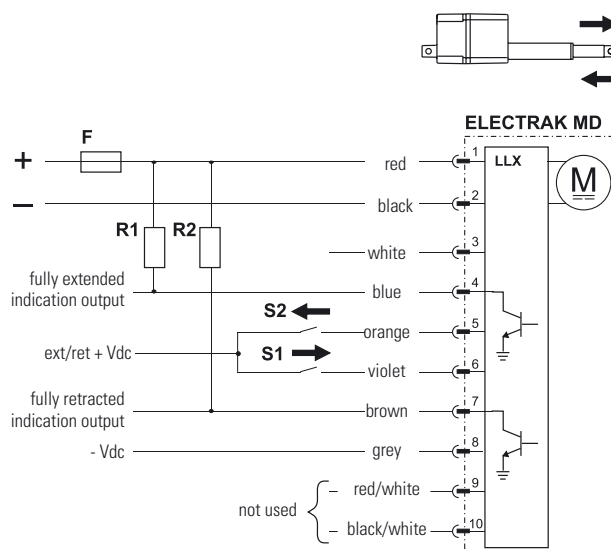 ELECTRAK MD
F
+
red
1
LLX
M
–
black
2
R1
R2
white
3
fully extended
indication output
blue
4
S2
orange
5
ext/ret + Vdc
S1
violet
6
fully retracted
indication output
brown
7
- Vdc
grey
8
not used
red/white
9
black/white
10